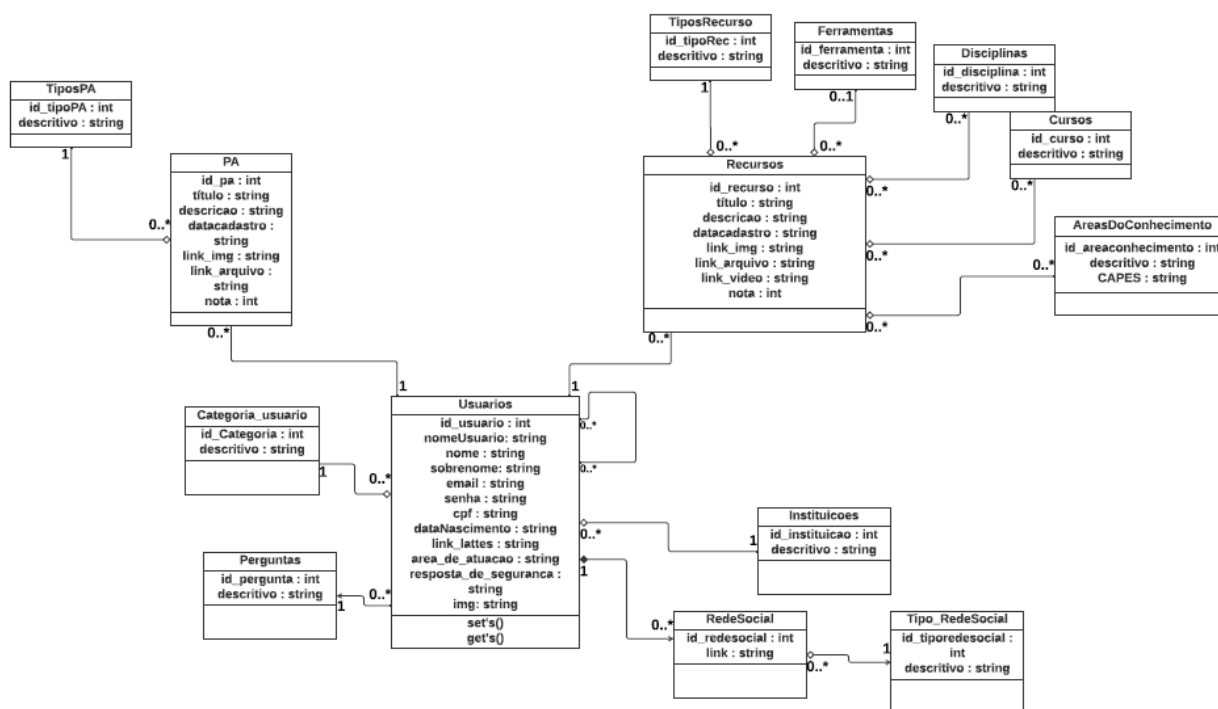 TiposRecurso
id_tipoRec : int
descritivo : string
1
0..*
Ferramentas
id_ferramenta : int
descritivo : string
0..1
0..*
Disciplinas
id_disciplina : int
descritivo : string
0..*
0..*
Cursos
id_curso : int
descritivo : string
0..*
0..*
TiposPA
id_tipoPA : int
descritivo : string
1
0..*
PA
id_pa : int
título : string
descricao : string
datacadastro :
string
link_img : string
link_arquivo :
string
nota : int
0..*
1
Recursos
id_recurso : int
título : string
descricao : string
datacadastro : string
link_img : string
link_arquivo : string
link_video : string
nota : int
0..*
1
AreasDoConhecimento
id_areaconhecimento : int
descritivo : string
CAPES : string
0..*
0..*
Categoria_usuario
id_Categoria : int
descritivo : string
1
0..*
Usuarios
id_usuario : int
nomeUsuario: string
nome : string
sobrenome: string
email : string
senha : string
cpf : string
dataNascimento : string
link_lattes : string
area_de_atuacao : string
resposta_de_seguranca :
string
img: string
set's()
get's()
0..*
0..*
Instituicoes
id_instituicao : int
descritivo : string
0..*
1
Perguntas
id_pergunta : int
descritivo : string
1
0..*
RedeSocial
id_redesocial : int
link : string
1
0..*
Tipo_RedeSocial
id_tiporedesocial :
int
descritivo : string
0..*
1